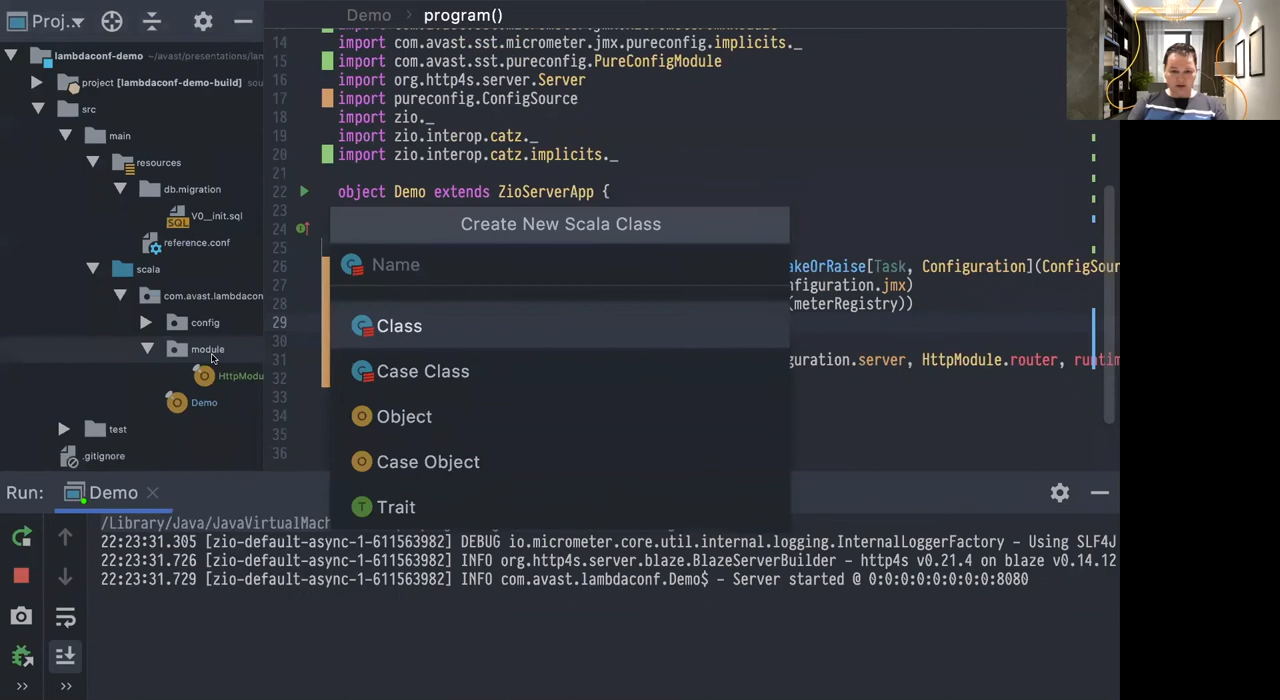 Proj..
Demo > program()
lambdaconf-demo ~/avast/presentations/lan
project [lambdaconf-demo-build] sou
src
main
resources
db.migration
V0__init.sql
SQL
reference.conf
scala
com.avast.lambdacon
config
module
HttpModu
Demo
test
.gitignore
14 import com.avast.sst.micrometer.jmx.pureconfig.implicits._
15 import com.avast.sst.pureconfig.PureConfigModule
16 import org.http4s.server.Server
17 import pureconfig.ConfigSource
18 import zio._
19 import zio.interop.catz._
20 import zio.interop.catz.implicits._
21
22 object Demo extends ZioServerApp {
23
24
25
26 akeOrRaise[Task, Configuration](ConfigSour
27 nfiguration.jmx)
28 (meterRegistry))
29
30
31 guration.server, HttpModule.router, runtim
32
33
34
35
36
Create New Scala Class
Name
Class
Case Class
Object
Case Object
Trait
Run: Demo
/Library/Java/JavaVirtualMach
22:23:31.305 [zio-default-async-1-611563982] DEBUG io.micrometer.core.util.internal.logging.InternalLoggerFactory - Using SLF4J
22:23:31.726 [zio-default-async-1-611563982] INFO org.http4s.server.blaze.BlazeServerBuilder - http4s v0.21.4 on blaze v0.14.12
22:23:31.729 [zio-default-async-1-611563982] INFO com.avast.lambdaconf.Demo$ - Server started @ 0:0:0:0:0:0:0:0:8080